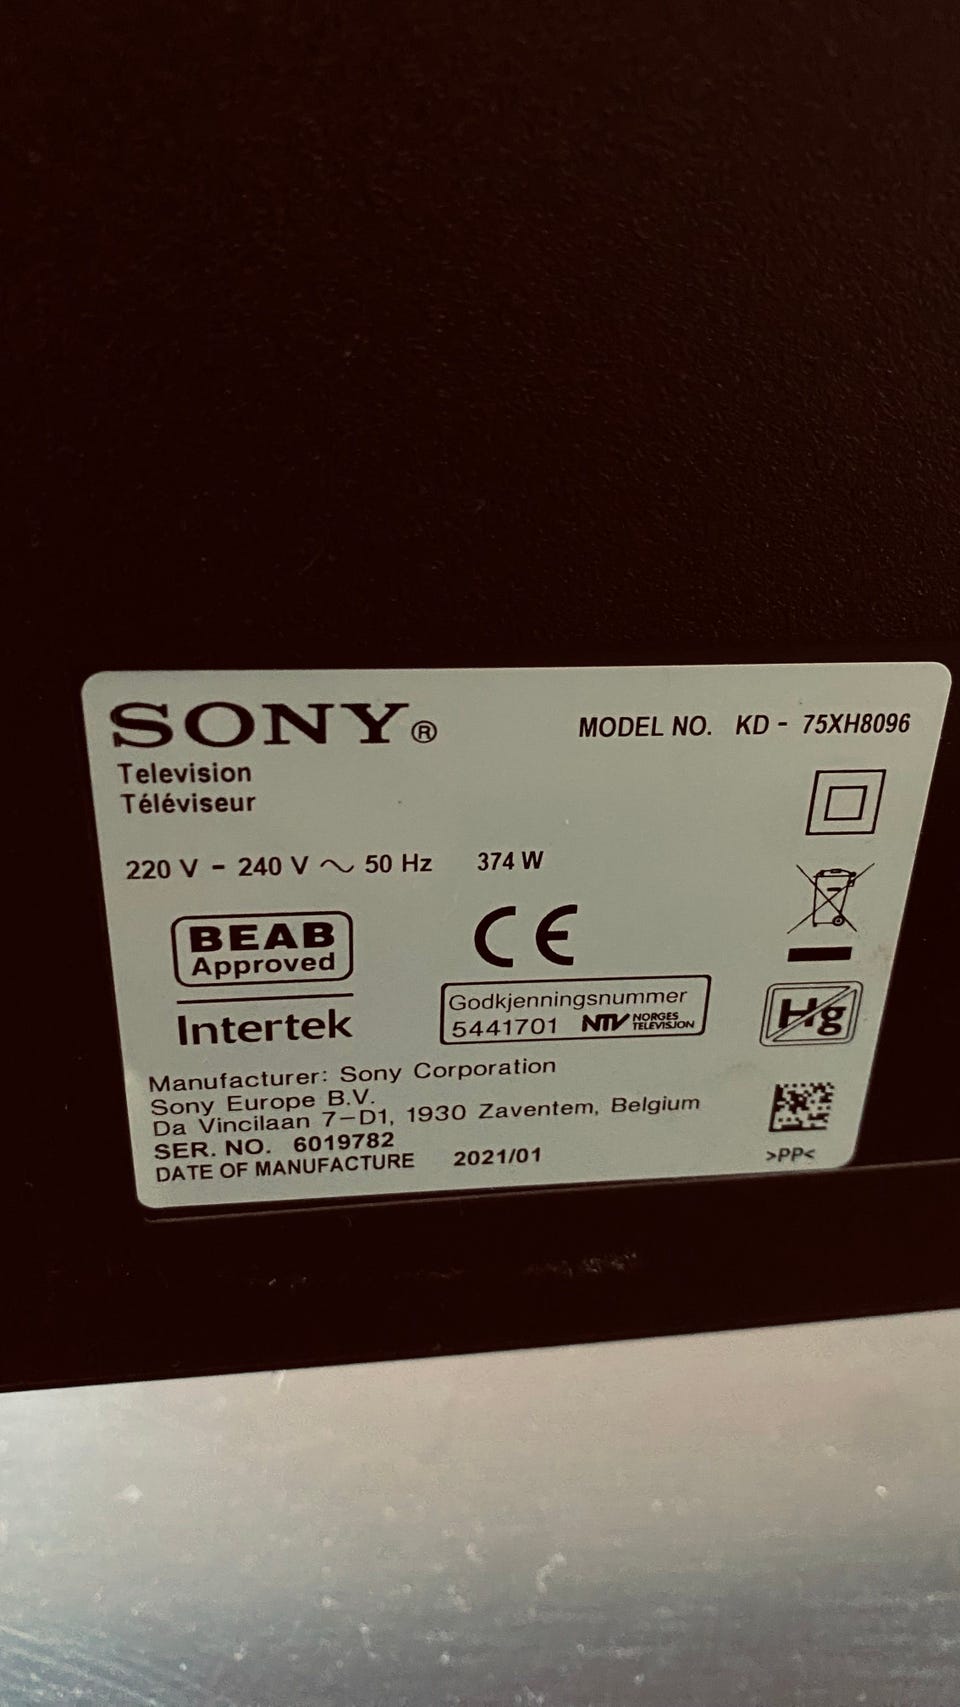 SONY®
MODEL NO. KD - 75XH8096
Television
Téléviseur
220 V - 240 V ~ 50 Hz 374 W
BEAB
Approved
Intertek
CE
Godkjenningsnummer
5441701 NTV NORGES TELEVISJON
Hg
Manufacturer: Sony Corporation
Sony Europe B.V.
Da Vincilaan 7-D1, 1930 Zaventem, Belgium
SER. NO. 6019782
DATE OF MANUFACTURE 2021/01
>PP<